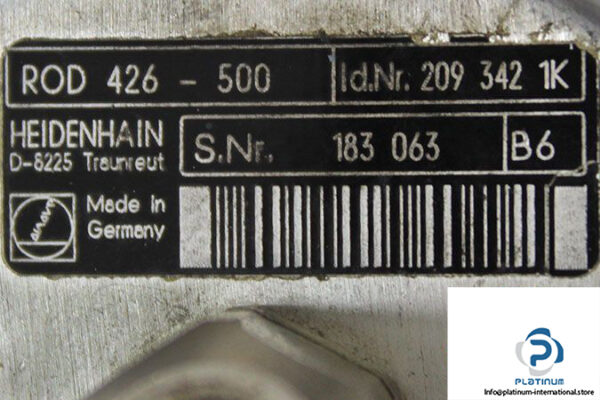 ROD 426 - 500 Id.Nr. 209 342 1K
HEIDENHAIN
D-8225 Traunreut
S.Nr. 183 063 B6
Made in
Germany
PLATINUM
Info@platinum-international.store